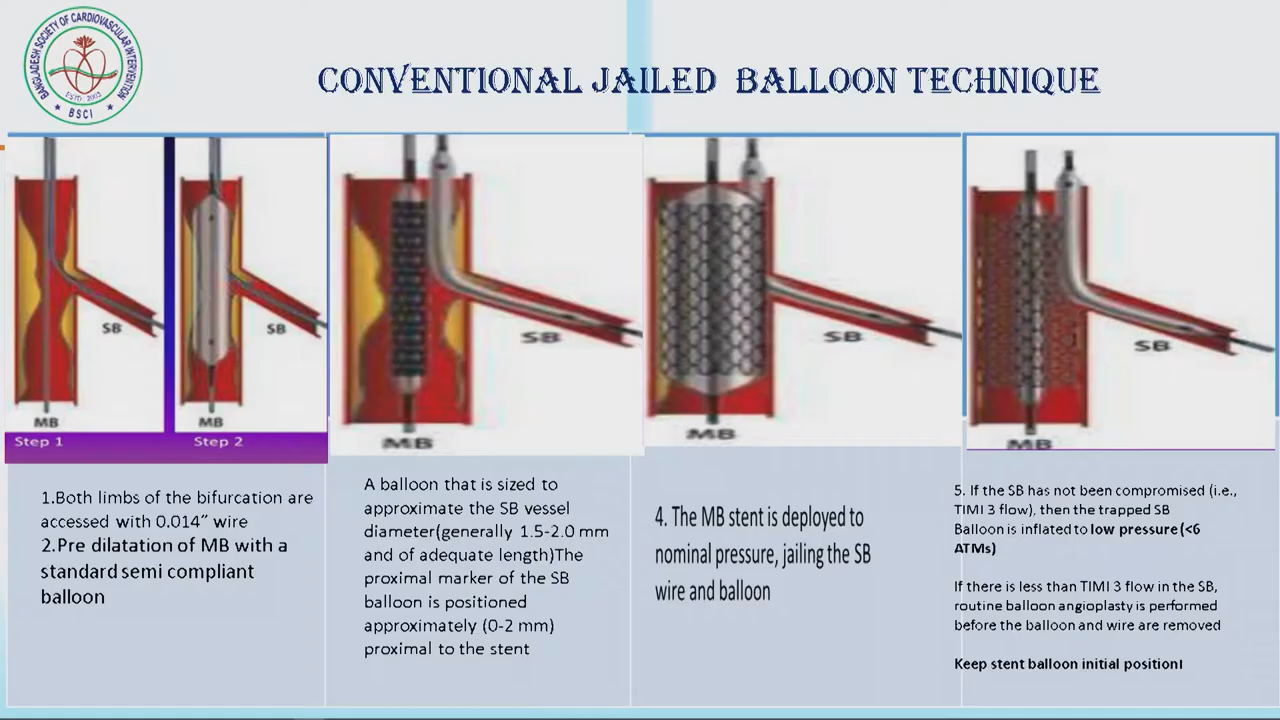 BANGLADESH SOCIETY OF CARDIOVASCULAR INTERVENTION
ESTD : 2003
BSCI
CONVENTIONAL JAILED BALLOON TECHNIQUE
SB
MB
Step 1
SB
MB
Step 2
SB
MB
SB
MB
SB
MB
1.Both limbs of the bifurcation are
accessed with 0.014” wire
2.Pre dilatation of MB with a
standard semi compliant
balloon
A balloon that is sized to
approximate the SB vessel
diameter(generally 1.5-2.0 mm
and of adequate length)The
proximal marker of the SB
balloon is positioned
approximately (0-2 mm)
proximal to the stent
4. The MB stent is deployed to
nominal pressure, jailing the SB
wire and balloon
5. If the SB has not been compromised (i.e.,
TIMI 3 flow), then the trapped SB
Balloon is inflated to low pressure(<6
ATMs)
If there is less than TIMI 3 flow in the SB,
routine balloon angioplasty is performed
before the balloon and wire are removed
Keep stent balloon initial position!